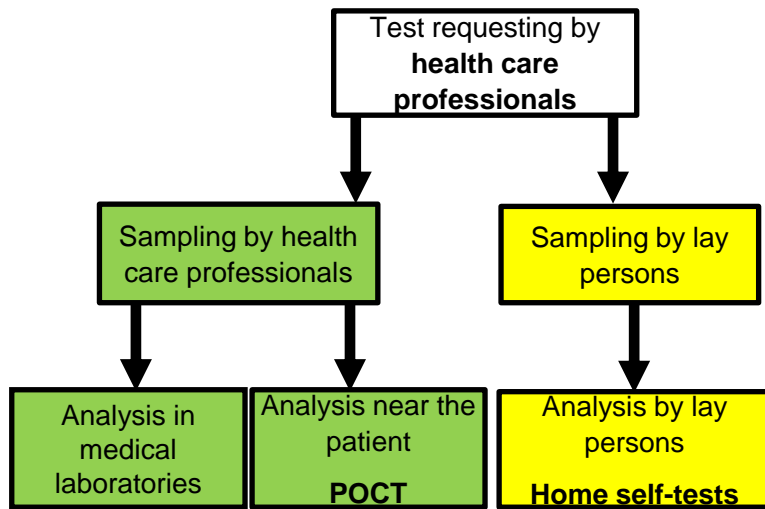 Test requesting by
health care
professionals
Sampling by health
care professionals
Sampling by lay
persons
Analysis in
medical
laboratories
Analysis near the
patient
POCT
Analysis by lay
persons
Home self-tests